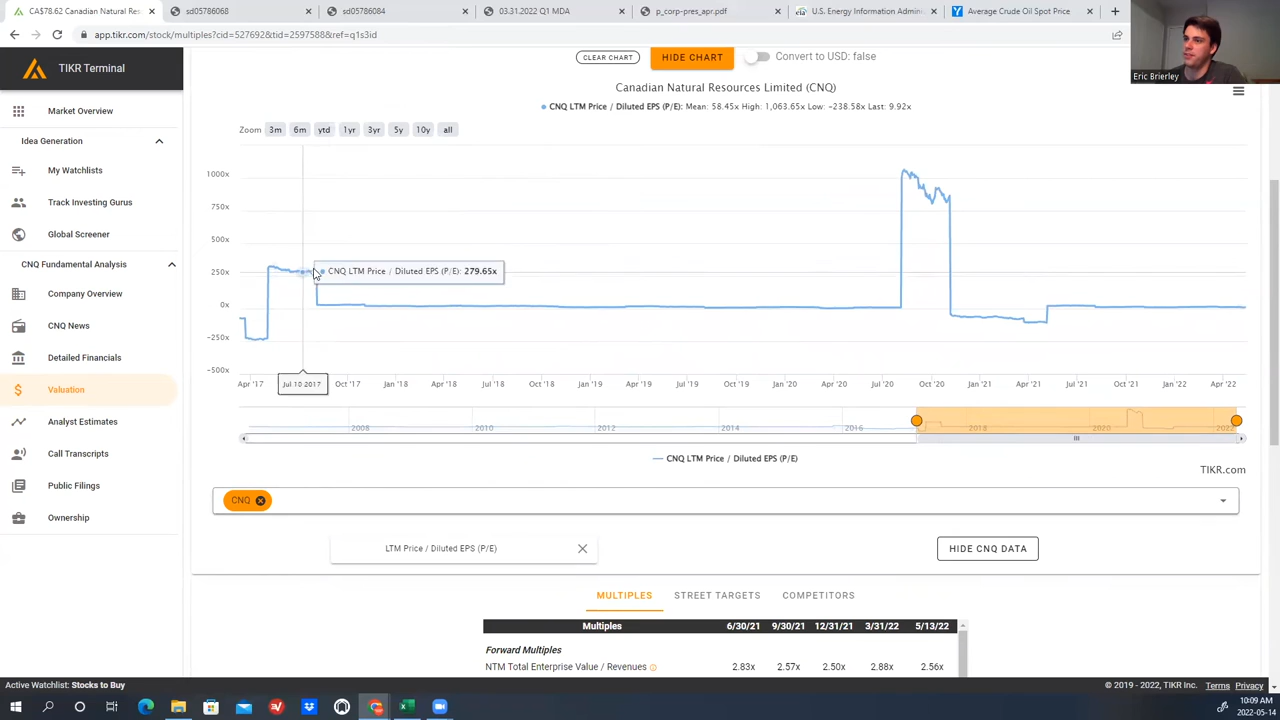 CA$78.62 Canadian Natural Res
sd05786068
sd05786084
03.31.2022 Q1 MDA
p_corp-pres_apr.pdf
U.S. Energy Information Admini
Average Crude Oil Spot Price
app.tikr.com/stock/multiples?cid=527692&tid=2597588&ref=q1s3id
Eric Brierley
TIKR Terminal
Market Overview
Idea Generation
My Watchlists
Track Investing Gurus
Global Screener
CNQ Fundamental Analysis
Company Overview
CNQ News
Detailed Financials
Valuation
Analyst Estimates
Call Transcripts
Public Filings
Ownership
CLEAR CHART
HIDE CHART
Convert to USD: false
Canadian Natural Resources Limited (CNQ)
CNQ LTM Price / Diluted EPS (P/E): Mean: 58.45x High: 1,063.65x Low: -238.58x Last: 9.92x
Zoom 3m 6m ytd 1yr 3yr 5y 10y all
1000x
750x
500x
250x
0x
-250x
-500x
CNQ LTM Price / Diluted EPS (P/E): 279.65x
Apr '17 Jul 10 2017 Oct '17 Jan '18 Apr '18 Jul '18 Oct '18 Jan '19 Apr '19 Jul '19 Oct '19 Jan '20 Apr '20 Jul '20 Oct '20 Jan '21 Apr '21 Jul '21 Oct '21 Jan '22 Apr '22
2008 2010 2012 2014 2016 2018 2020 2022
CNQ LTM Price / Diluted EPS (P/E)
TIKR.com
CNQ
LTM Price / Diluted EPS (P/E)
HIDE CNQ DATA
MULTIPLES STREET TARGETS COMPETITORS
Multiples 6/30/21 9/30/21 12/31/21 3/31/22 5/13/22
Forward Multiples
NTM Total Enterprise Value / Revenues 2.83x 2.57x 2.50x 2.88x 2.56x
Active Watchlist: Stocks to Buy
© 2019 - 2022, TIKR Inc. Terms Privacy
10:09 AM
2022-05-14